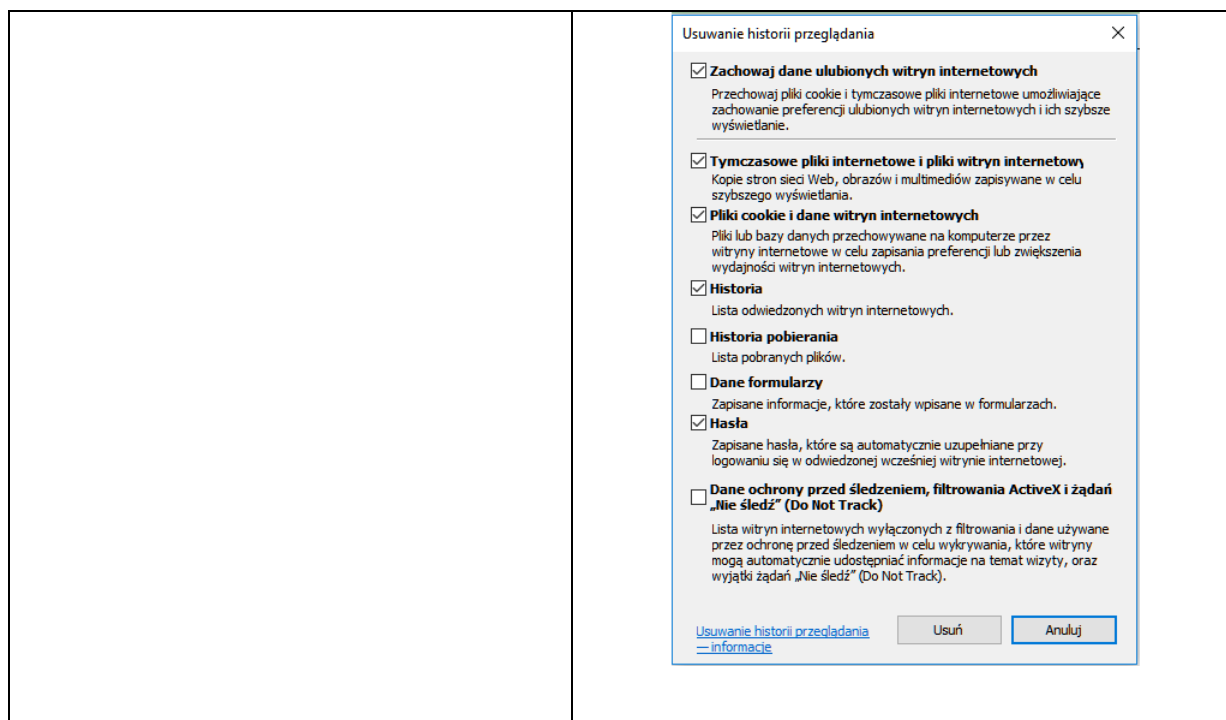 Usuwanie historii przeglądania
Zachowaj dane ulubionych witryn internetowych
Przechowaj pliki cookie i tymczasowe pliki internetowe umożliwiające
zachowanie preferencji ulubionych witryn internetowych i ich szybsze
wyświetlanie.
Tymczasowe pliki internetowe i pliki witryn internetowy
Kopie stron sieci Web, obrazów i multimediów zapisywane w celu
szybszego wyświetlania.
Pliki cookie i dane witryn internetowych
Pliki lub bazy danych przechowywane na komputerze przez
witryny internetowe w celu zapisania preferencji lub zwiększenia
wydajności witryn internetowych.
Historia
Lista odwiedzonych witryn internetowych.
Historia pobierania
Lista pobranych plików.
Dane formularzy
Zapisane informacje, które zostały wpisane w formularzach.
Hasła
Zapisane hasła, które są automatycznie uzupełniane przy
logowaniu się w odwiedzonej wcześniej witrynie internetowej.
Dane ochrony przed śledzeniem, filtrowania ActiveX i żądań
„Nie śledź” (Do Not Track)
Lista witryn internetowych wyłączonych z filtrowania i dane używane
przez ochronę przed śledzeniem w celu wykrywania, które witryny
mogą automatycznie udostępniać informacje na temat wizyty, oraz
wyjątki żądań „Nie śledź” (Do Not Track).
Usuwanie historii przeglądania
— informacje
Usuń
Anuluj